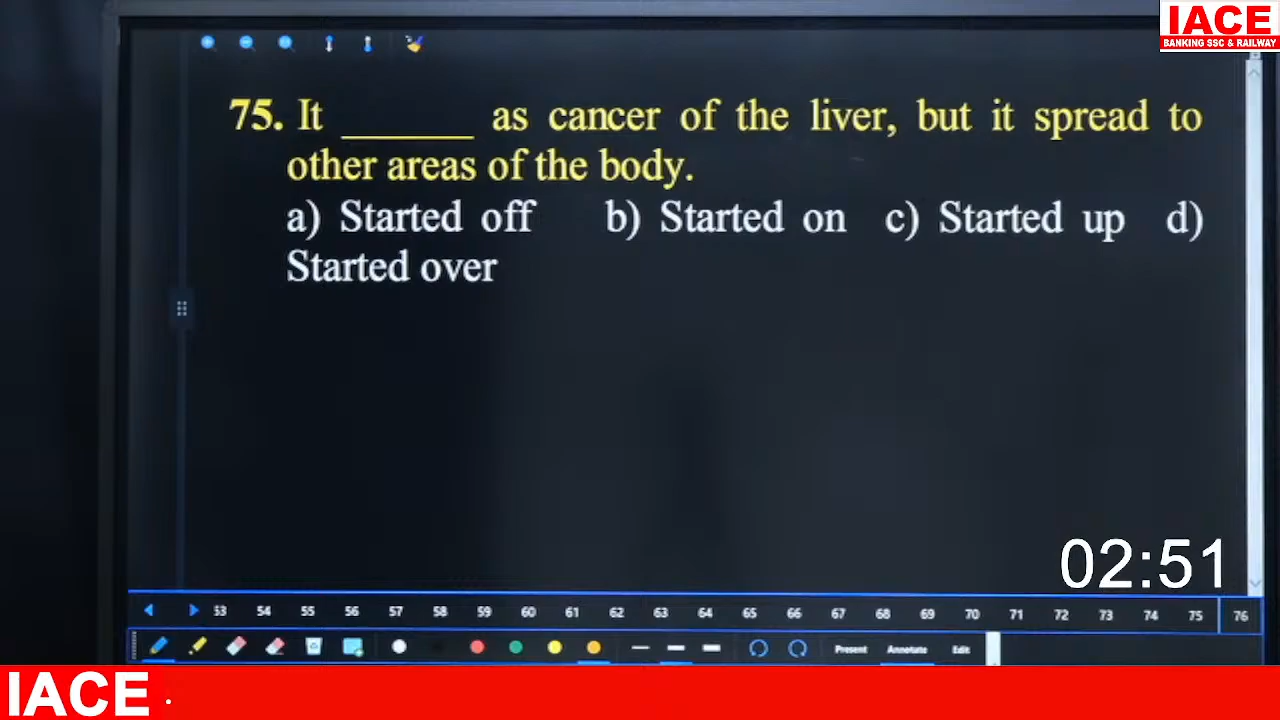 IACE
BANKING SSC & RAILWAY
75. It ______ as cancer of the liver, but it spread to
other areas of the body.
a) Started off b) Started on c) Started up d)
Started over
02:51
53 54 55 56 57 58 59 60 61 62 63 64 65 66 67 68 69 70 71 72 73 74 75 76
Present Annotate Edit
IACE .